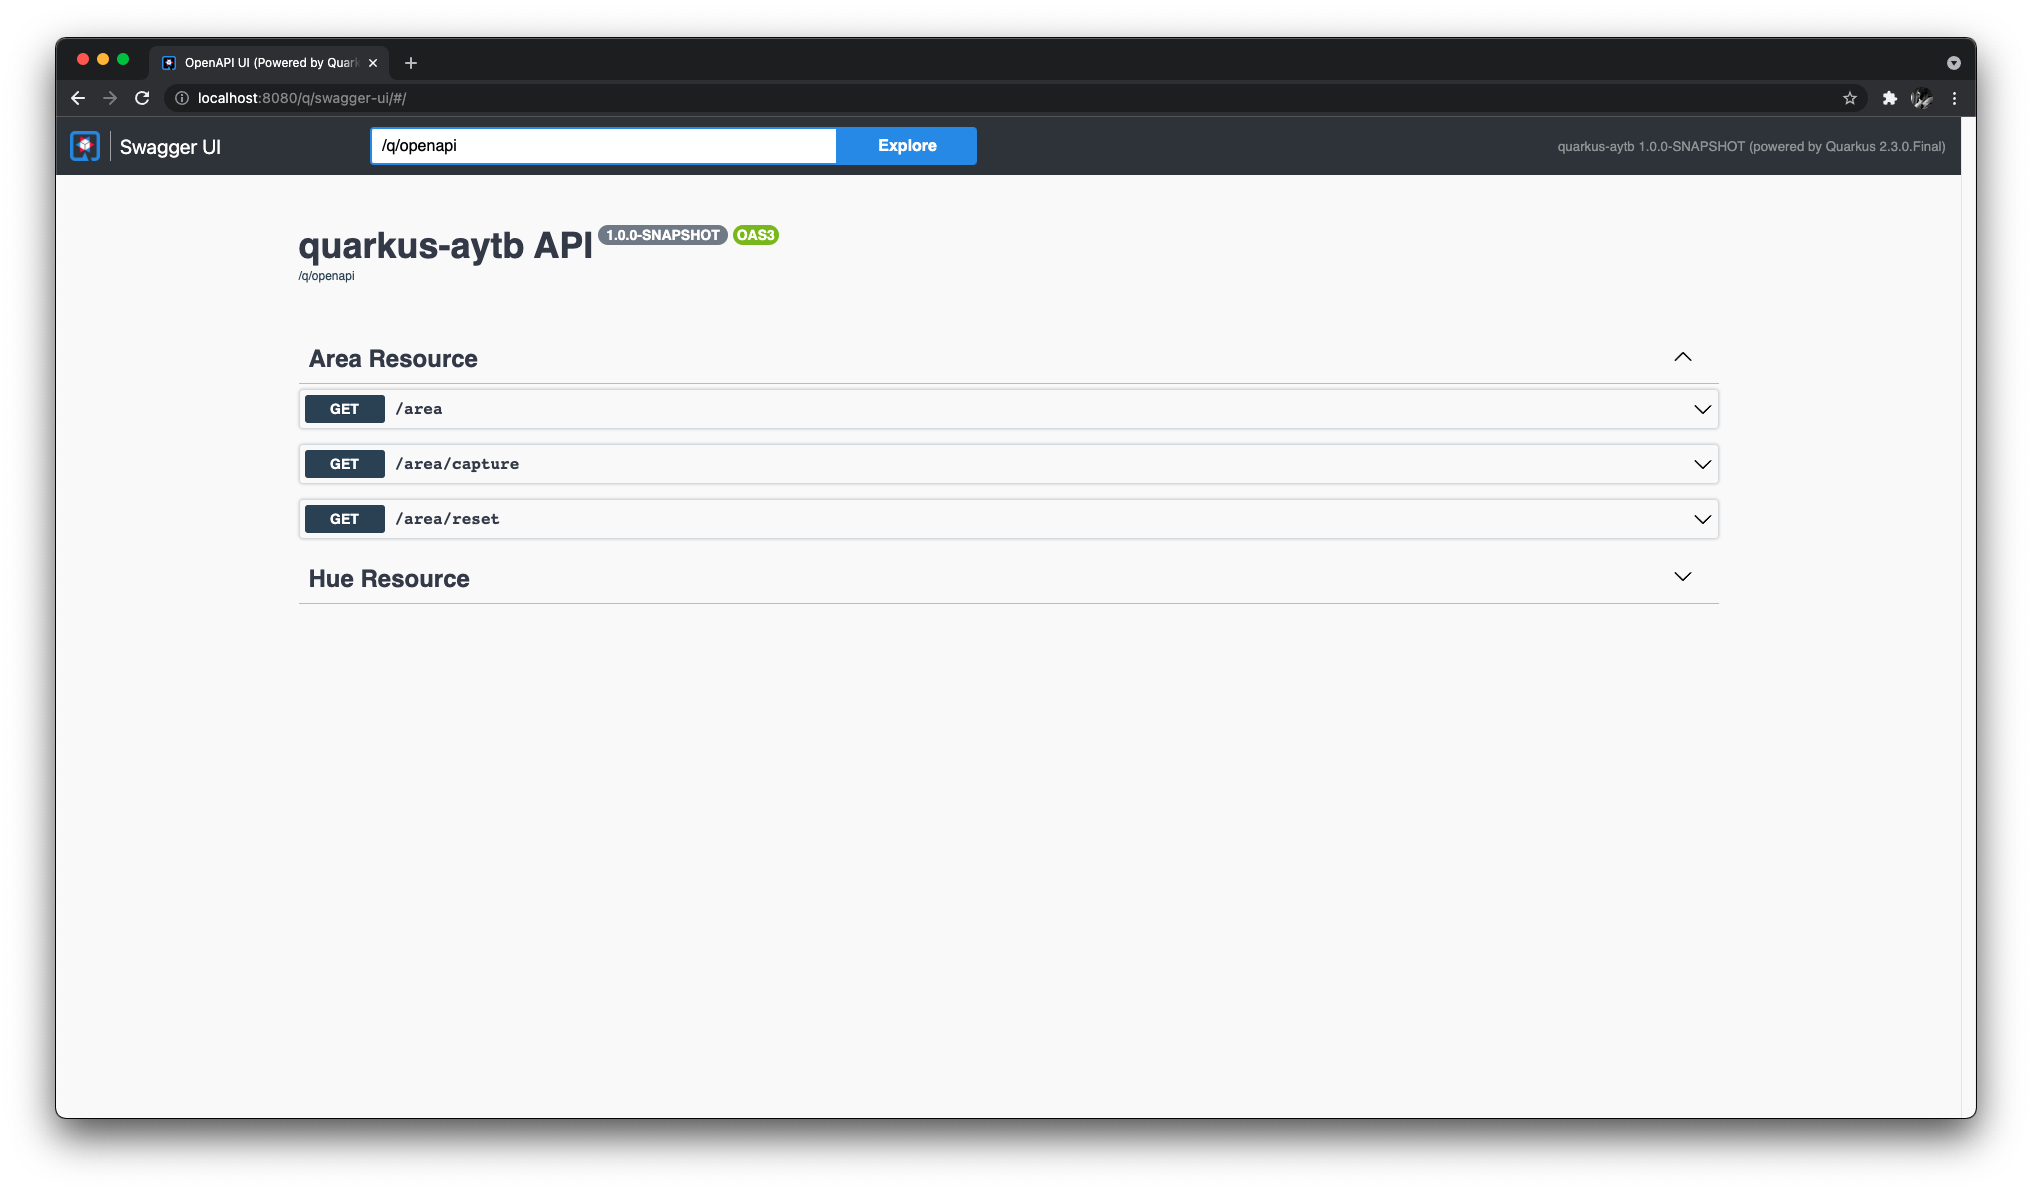 OpenAPI UI (Powered by Quark
localhost:8080/q/swagger-ui/#/
Swagger UI
/q/openapi
Explore
quarkus-aytb 1.0.0-SNAPSHOT (powered by Quarkus 2.3.0.Final)
quarkus-aytb API 1.0.0-SNAPSHOT OAS3
/q/openapi
Area Resource
GET /area
GET /area/capture
GET /area/reset
Hue Resource